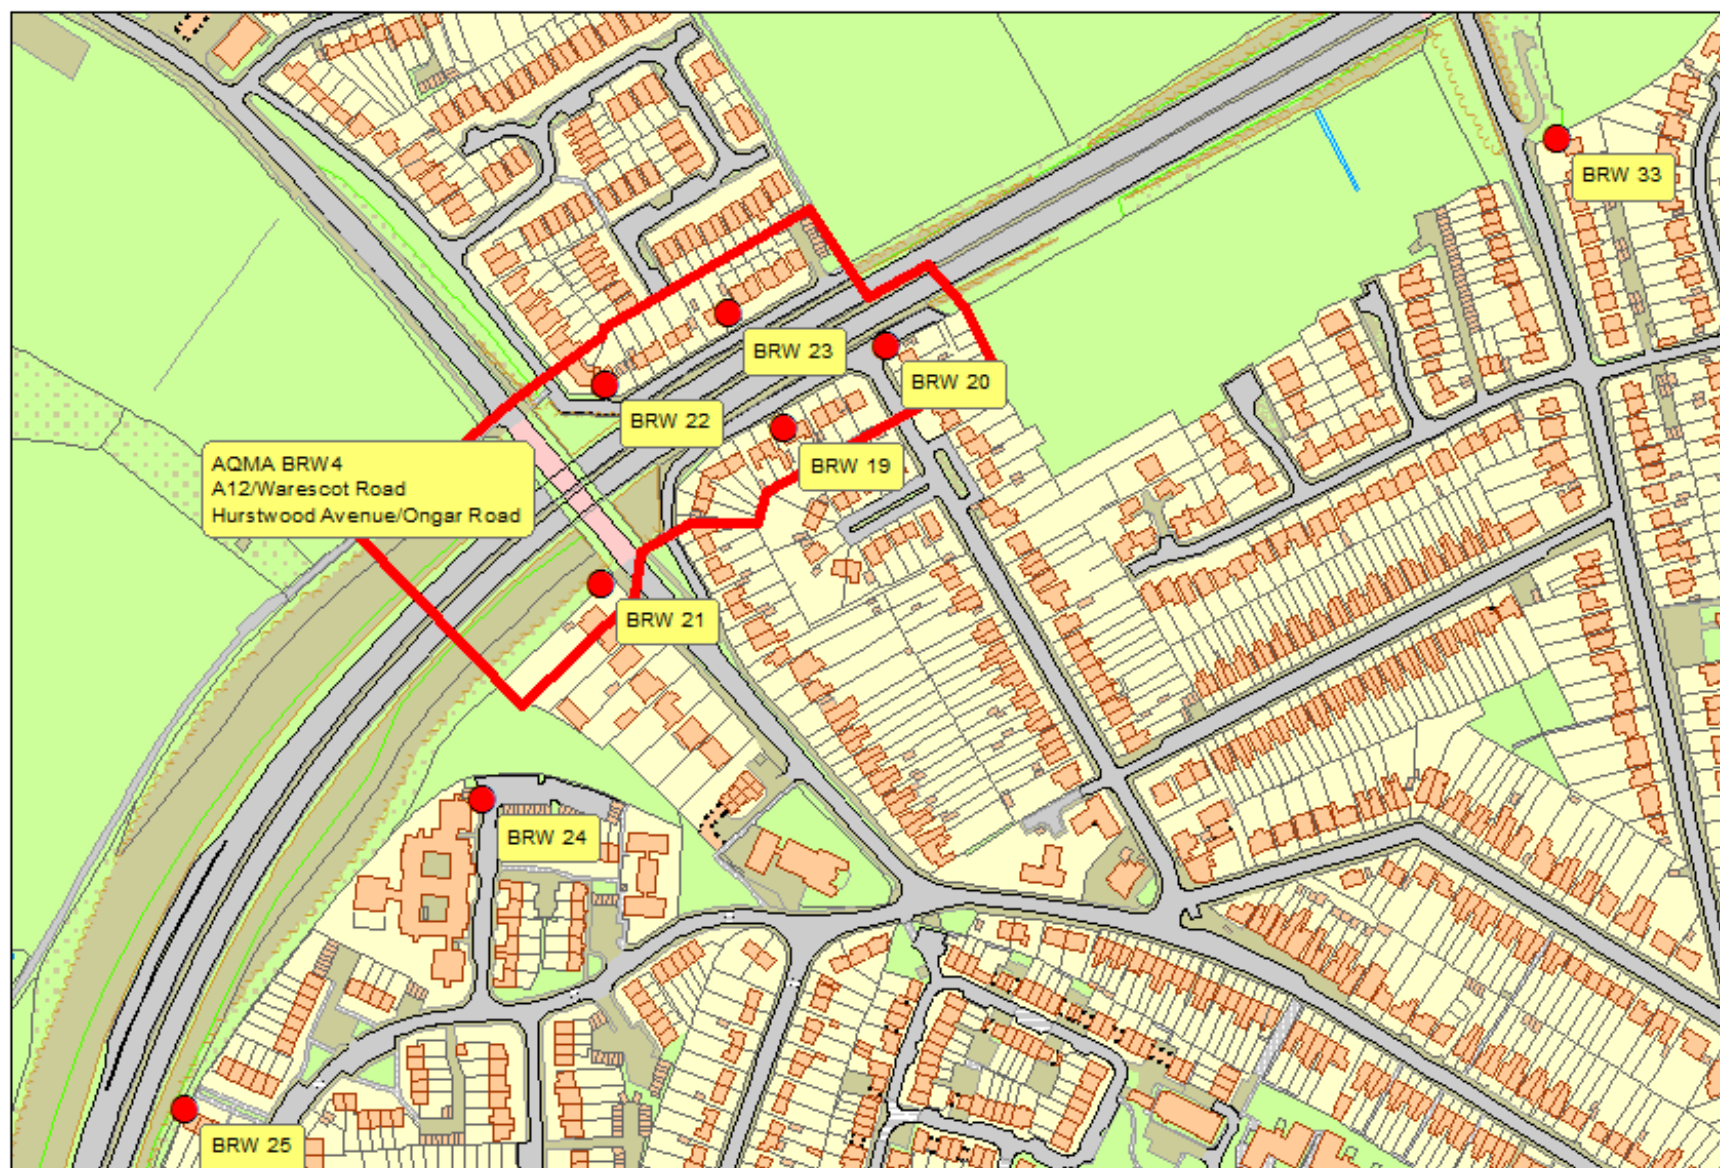 BRW 33
BRW 23
BRW 20
BRW 22
AQMA BRW4
A12/Warescot Road
Hurstwood Avenue/Ongar Road
BRW 19
BRW 21
BRW 24
BRW 25